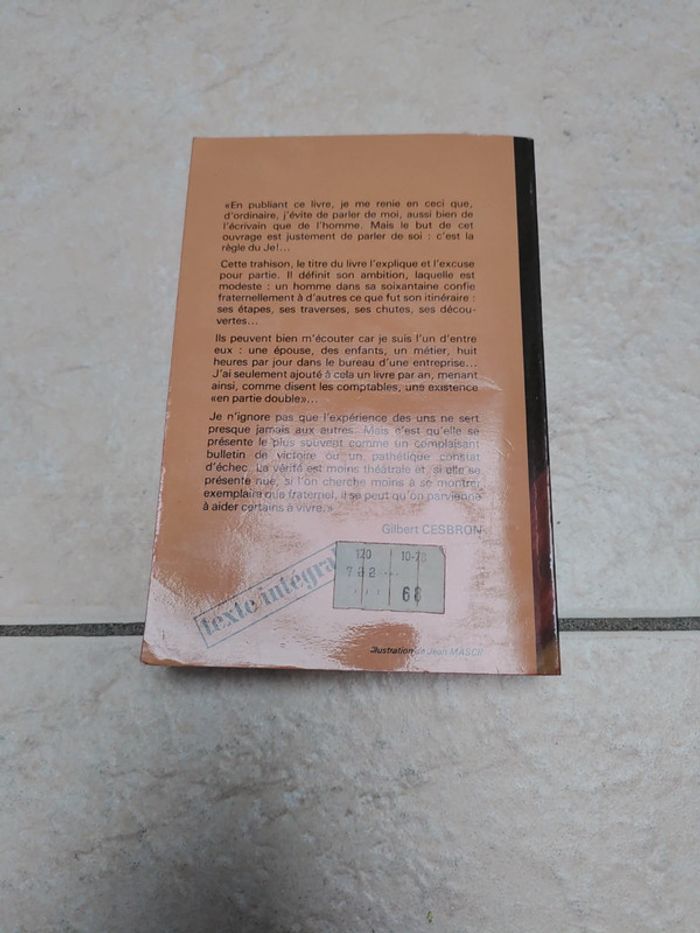 «En publiant ce livre, je me renie en ceci que,
d'ordinaire, j'évite de parler de moi, aussi bien de
l'écrivain que de l'homme. Mais le but de cet
ouvrage est justement de parler de soi : c'est la
règle du Je!...
Cette trahison, le titre du livre l'explique et l'excuse
pour partie. Il définit son ambition, laquelle est
modeste : un homme dans sa soixantaine confie
fraternellement à d'autres ce que fut son itinéraire :
ses étapes, ses traverses, ses chutes, ses décou-
vertes...
Ils peuvent bien m'écouter car je suis l'un d'entre
eux : une épouse, des enfants, un métier, huit
heures par jour dans le bureau d'une entreprise...
J'ai seulement ajouté à cela un livre par an, menant
ainsi, comme disent les comptables, une existence
«en partie double»...
Je n'ignore pas que l'expérience des uns ne sert
presque jamais aux autres. Mais c'est qu'elle se
présente le plus souvent comme un complaisant
bulletin de victoire ou un pathétique constat
d'échec. La vérité est moins théâtrale et, si elle se
présente nue, si l'on cherche moins à se montrer
exemplaire que fraternel, il se peut qu'on parvienne
à aider certains à vivre.»
Gilbert CESBRON
120 10-78
722
68
texte intégral
illustration de Jean MASCII